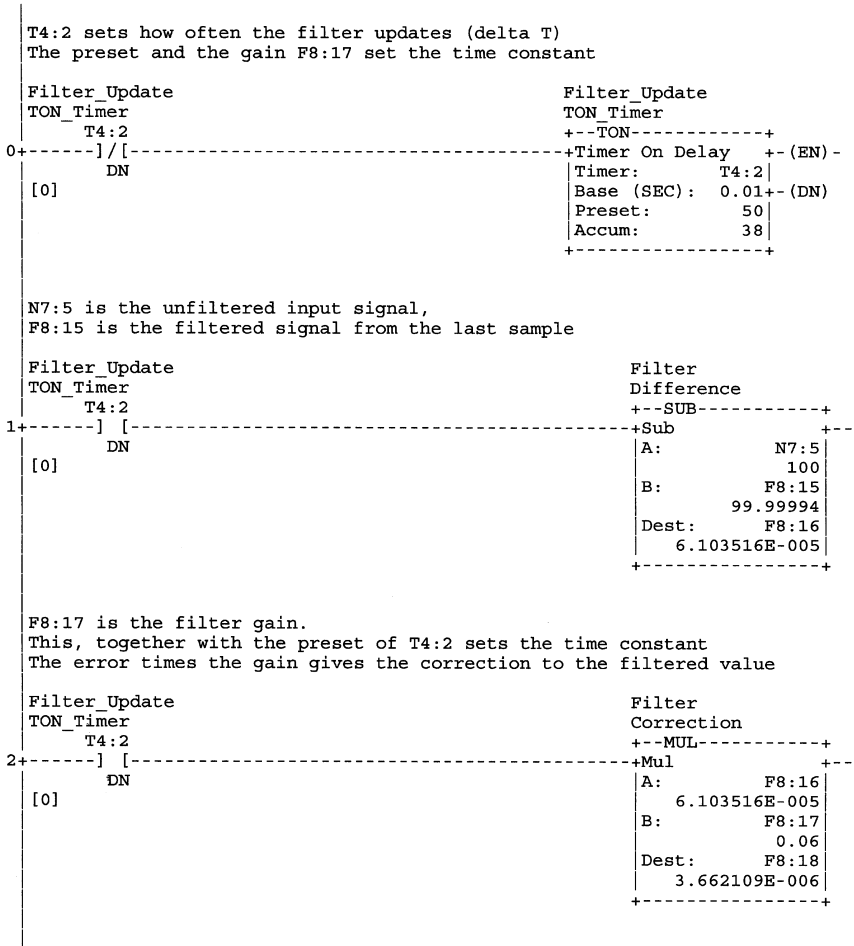 T4:2 sets how often the filter updates (delta T)
The preset and the gain F8:17 set the time constant
Filter_Update Filter_Update
TON_Timer TON_Timer
T4:2 +--TON------------+
0+------]/[---------------------------------------+Timer On Delay +-(EN)-
DN |Timer: T4:2|
[0] |Base (SEC): 0.01+-(DN)
|Preset: 50|
|Accum: 38|
+-----------------+
N7:5 is the unfiltered input signal,
F8:15 is the filtered signal from the last sample
Filter_Update Filter
TON_Timer Difference
T4:2 +--SUB-----------+
1+------] [---------------------------------------------+Sub +--
DN |A: N7:5|
[0] | 100|
|B: F8:15|
| 99.99994|
|Dest: F8:16|
| 6.103516E-005|
+----------------+
F8:17 is the filter gain.
This, together with the preset of T4:2 sets the time constant
The error times the gain gives the correction to the filtered value
Filter_Update Filter
TON_Timer Correction
T4:2 +--MUL-----------+
2+------] [---------------------------------------------+Mul +--
DN |A: F8:16|
[0] | 6.103516E-005|
|B: F8:17|
| 0.06|
|Dest: F8:18|
| 3.662109E-006|
+----------------+